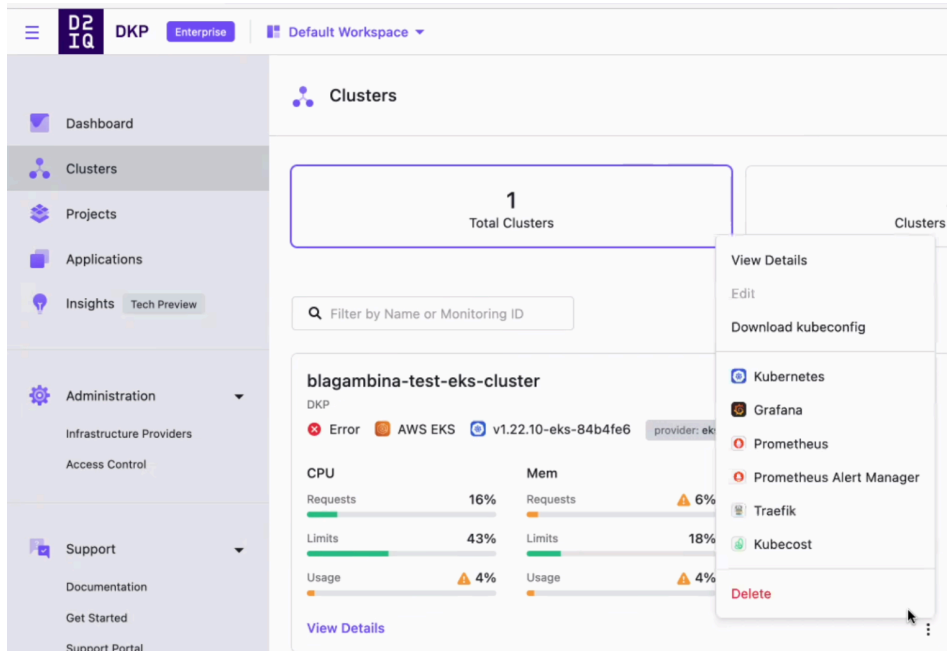 D2
IQ
DKP
Enterprise
Default Workspace
Dashboard
Clusters
Projects
Applications
Insights Tech Preview
Administration
Infrastructure Providers
Access Control
Support
Documentation
Get Started
Support Portal
Clusters
1
Total Clusters
Clusters
Filter by Name or Monitoring ID
blagambina-test-eks-cluster
DKP
Error AWS EKS v1.22.10-eks-84b4fe6 provider: eks
CPU
Requests 16%
Limits 43%
Usage 4%
Mem
Requests 6%
Limits 18%
Usage 4%
View Details
View Details
Edit
Download kubeconfig
Kubernetes
Grafana
Prometheus
Prometheus Alert Manager
Traefik
Kubecost
Delete